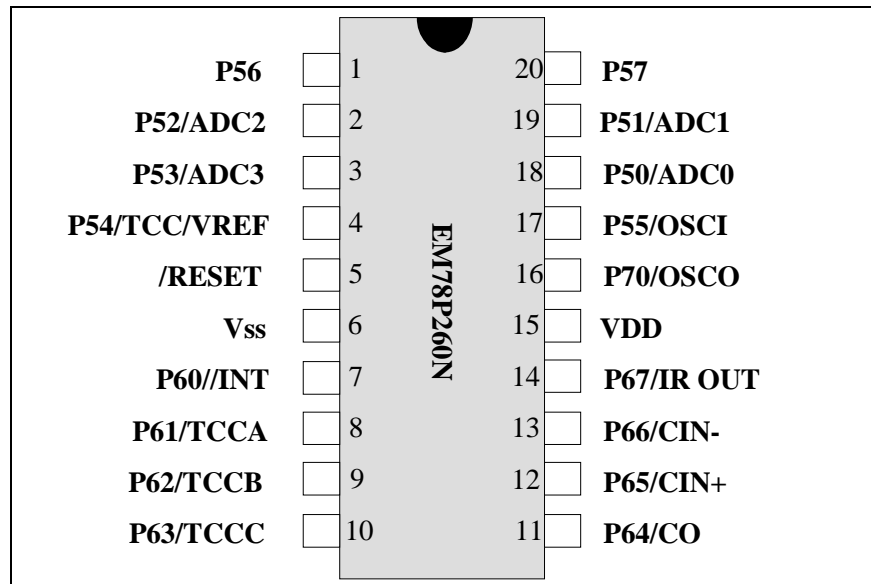 P56 1 20 P57
P52/ADC2 2 19 P51/ADC1
P53/ADC3 3 18 P50/ADC0
P54/TCC/VREF 4 17 P55/OSCI
/RESET 5 16 P70/OSCO
Vss 6 15 VDD
P60//INT 7 14 P67/IR OUT
P61/TCCA 8 13 P66/CIN-
P62/TCCB 9 12 P65/CIN+
P63/TCCC 10 11 P64/CO
EM78P260N